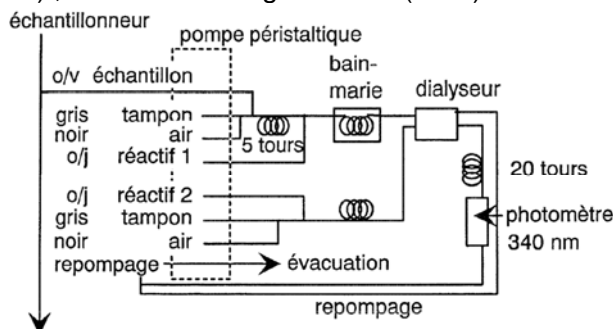 échantillonneur
pompe péristaltique
o/v échantillon
bain-
marie
dialyseur
gris tampon
noir air
5 tours
o/j réactif 1
20 tours
o/j réactif 2
gris tampon
photomètre
noir air
340 nm
repompage
évacuation
repompage